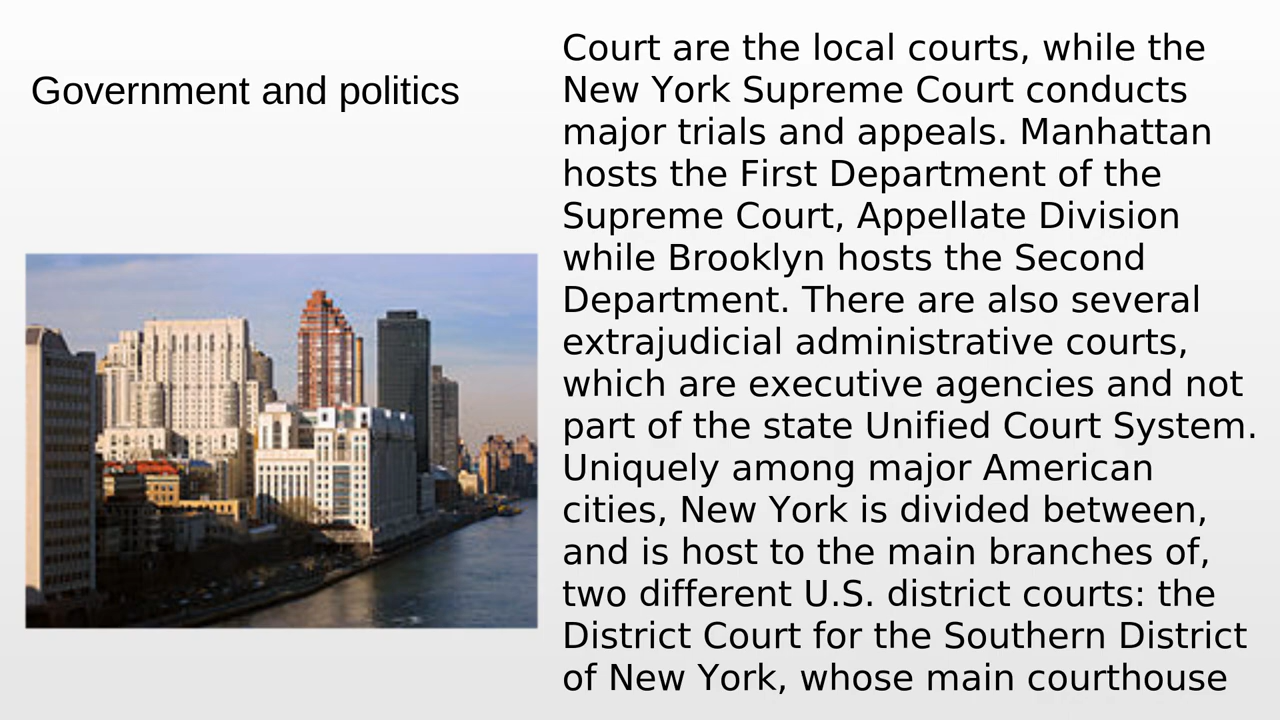 Government and politics
Court are the local courts, while the
New York Supreme Court conducts
major trials and appeals. Manhattan
hosts the First Department of the
Supreme Court, Appellate Division
while Brooklyn hosts the Second
Department. There are also several
extrajudicial administrative courts,
which are executive agencies and not
part of the state Unified Court System.
Uniquely among major American
cities, New York is divided between,
and is host to the main branches of,
two different U.S. district courts: the
District Court for the Southern District
of New York, whose main courthouse